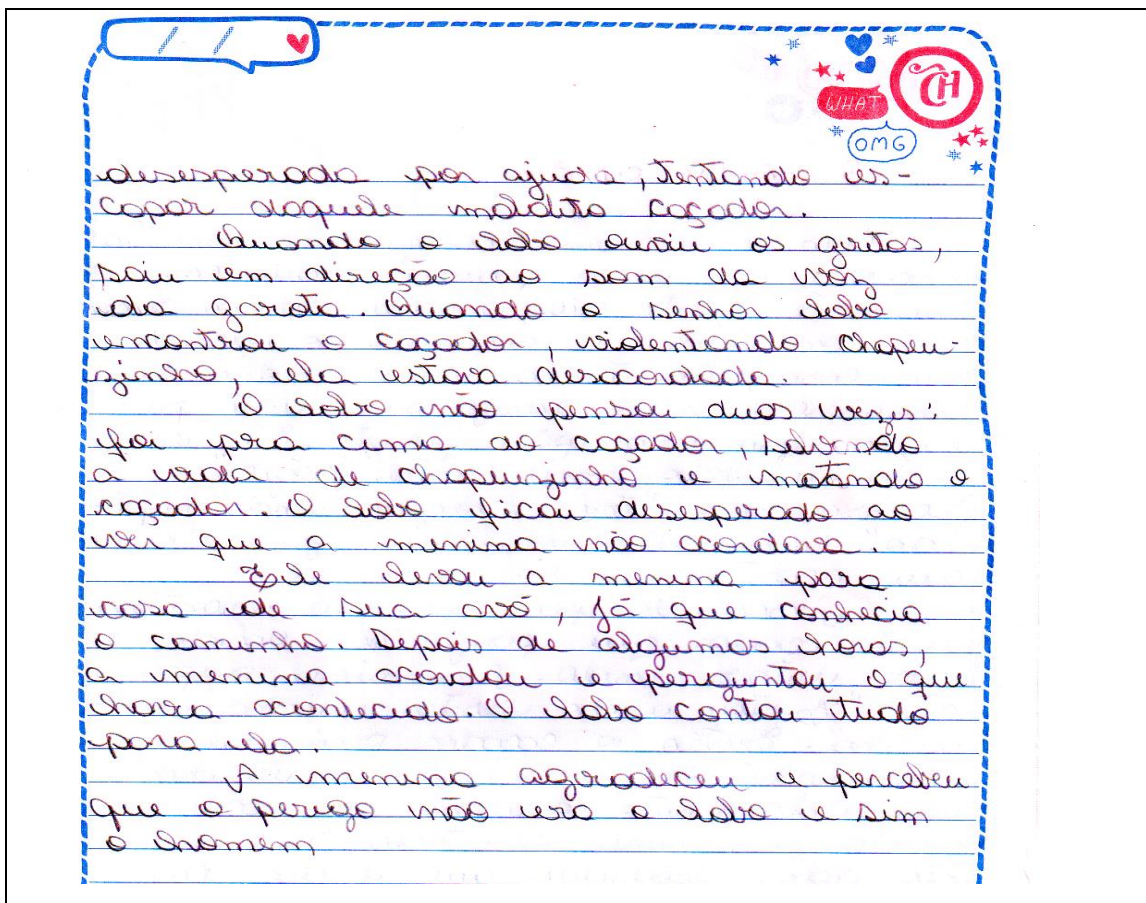 / /
CH
WHAT
OMG
desesperada por ajuda, tentando es-
capar daquele maldito caçador.
Quando o lobo ouviu os gritos,
saiu em direção ao som da voz
da garota. Quando o senhor lobo
encontrou o caçador, violentando chapeu-
zinho, ela estava desacordada.
O lobo não pensou duas vezes:
foi pra cima do caçador, salvando
a vida de chapeuzinho e matando o
caçador. O lobo ficou desesperado ao
ver que a menina não acordava.
Ele levou a menina para
casa de sua avó, já que conhecia
o caminho. Depois de algumas horas,
a menina acordou e perguntou o que
havia acontecido. O lobo contou tudo
para ela.
A menina agradeceu e percebeu
que o perigo não era o lobo e sim
o homem